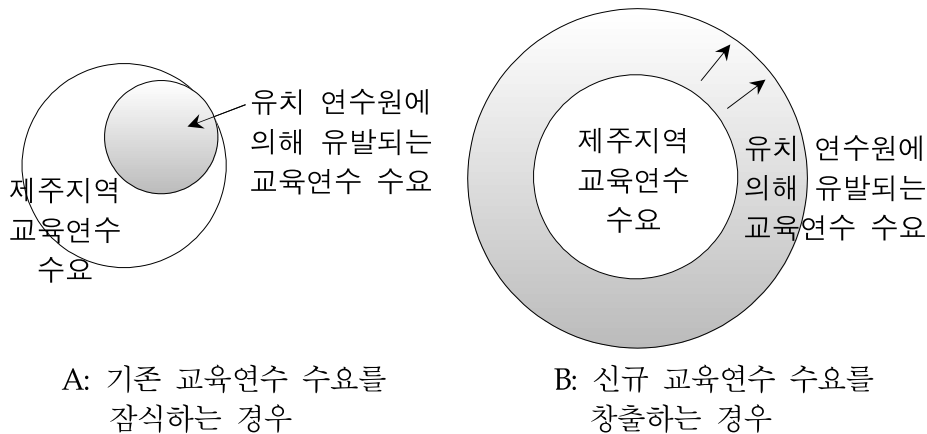 유치 연수원에
의해 유발되는
교육연수 수요
제주지역
교육연수
수요
A: 기존 교육연수 수요를
잠식하는 경우
제주지역
교육연수
수요
유치 연수원에
의해 유발되는
교육연수 수요
B: 신규 교육연수 수요를
창출하는 경우